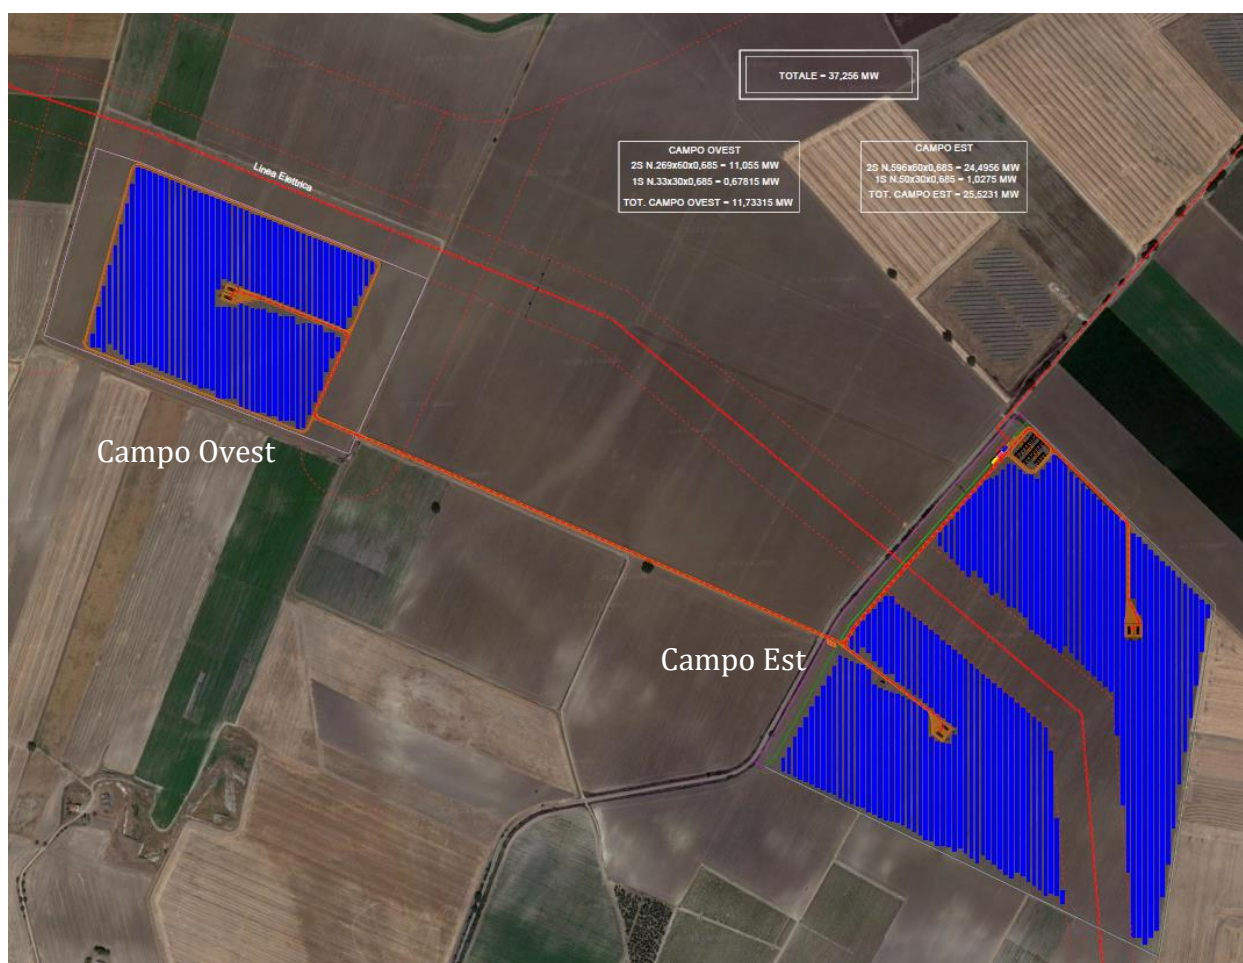 TOTALE = 37,256 MW
CAMPO OVEST
2S N.269x60x0,685 = 11,055 MW
1S N.33x30x0,685 = 0,67815 MW
TOT. CAMPO OVEST = 11,73315 MW
CAMPO EST
2S N.596x60x0,685 = 24,4956 MW
1S N.50x30x0,685 = 1,0275 MW
TOT. CAMPO EST = 25,5231 MW
Linea Elettrica
Campo Ovest
Campo Est